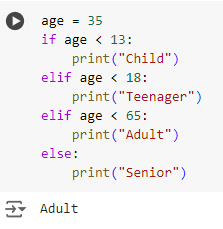 age = 35
if age < 13:
    print("Child")
elif age < 18:
    print("Teenager")
elif age < 65:
    print("Adult")
else:
    print("Senior")
Adult